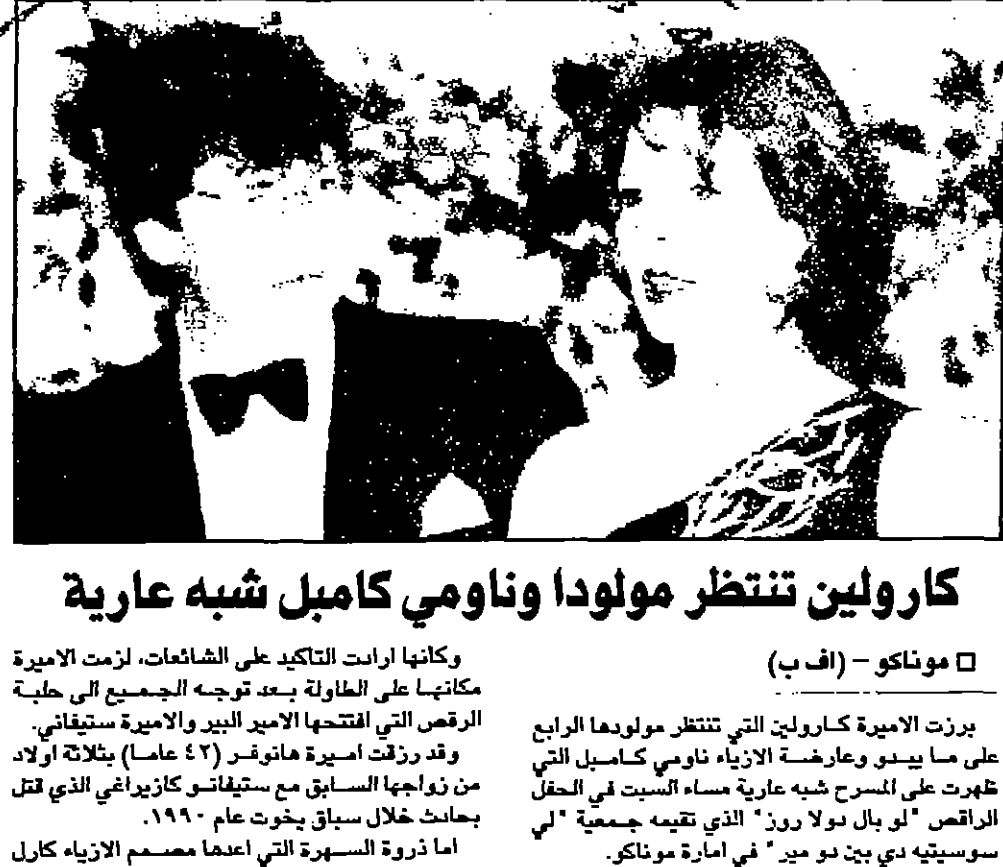 كارولين تنتظر مولودا وناومي كامبل شبه عارية
□ موناكو – (اف ب)
برزت الاميرة كارولين التي تنتظر مولودها الرابع
على ما يبدو وعارضة الازياء ناومي كامبل التي
ظهرت على المسرح شبه عارية مساء السبت في الحفل
الراقص "لو بال دولا روز" الذي تقيمه جمعية "لي
سوسيتيه دي بين دو مير" في امارة موناكو.
وكأنها ارادت التاكيد على الشائعات، لزمت الاميرة
مكانها على الطاولة بعد توجه الجميع الى حلبة
الرقص التي افتتحها الامير البير والاميرة ستيفاني.
وقد رزقت اميرة هانوفر (٤٢ عاما) بثلاثة اولاد
من زواجها السابق مع ستيفانو كازيراغي الذي قتل
بحادث خلال سباق يخوت عام ١٩٩٠.
اما ذروة السهرة التي اعدها مصمم الازياء كارل